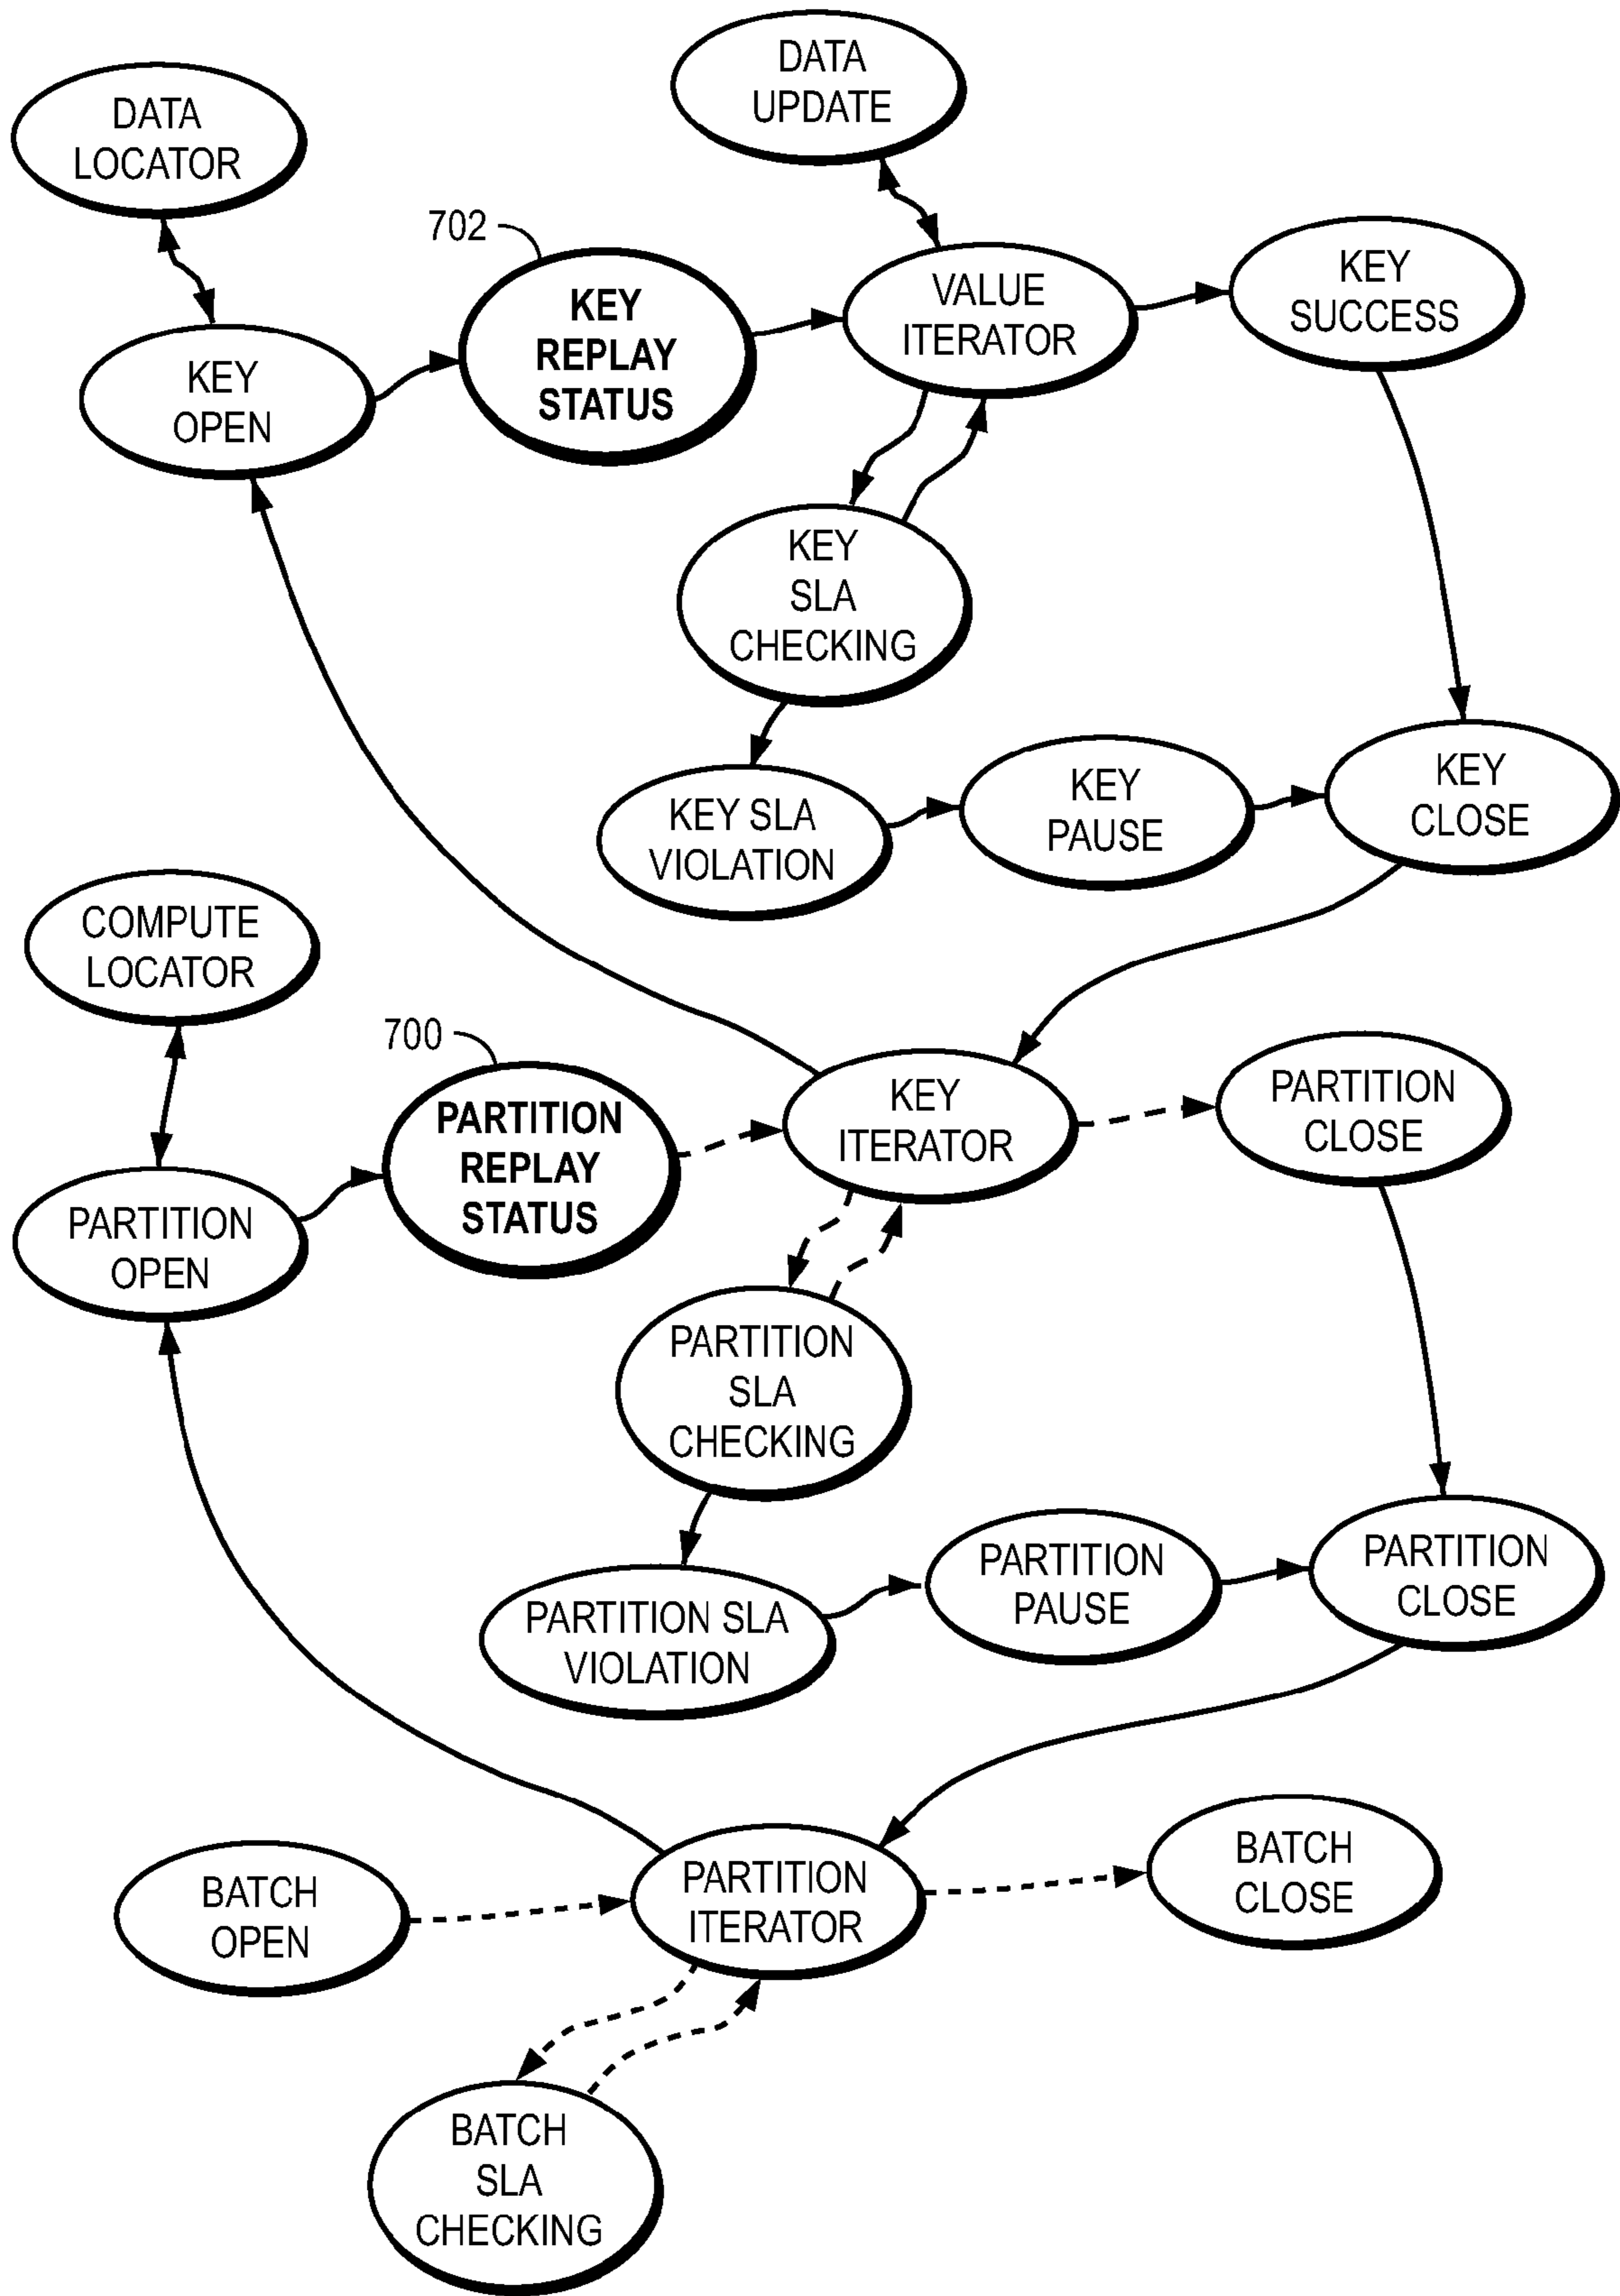 DATA
UPDATE
DATA
LOCATOR
702
KEY
REPLAY
STATUS
VALUE
ITERATOR
KEY
SUCCESS
KEY
OPEN
KEY
SLA
CHECKING
KEY SLA
VIOLATION
KEY
PAUSE
KEY
CLOSE
COMPUTE
LOCATOR
700
PARTITION
REPLAY
STATUS
KEY
ITERATOR
PARTITION
CLOSE
PARTITION
OPEN
PARTITION
SLA
CHECKING
PARTITION SLA
VIOLATION
PARTITION
PAUSE
PARTITION
CLOSE
BATCH
OPEN
PARTITION
ITERATOR
BATCH
CLOSE
BATCH
SLA
CHECKING